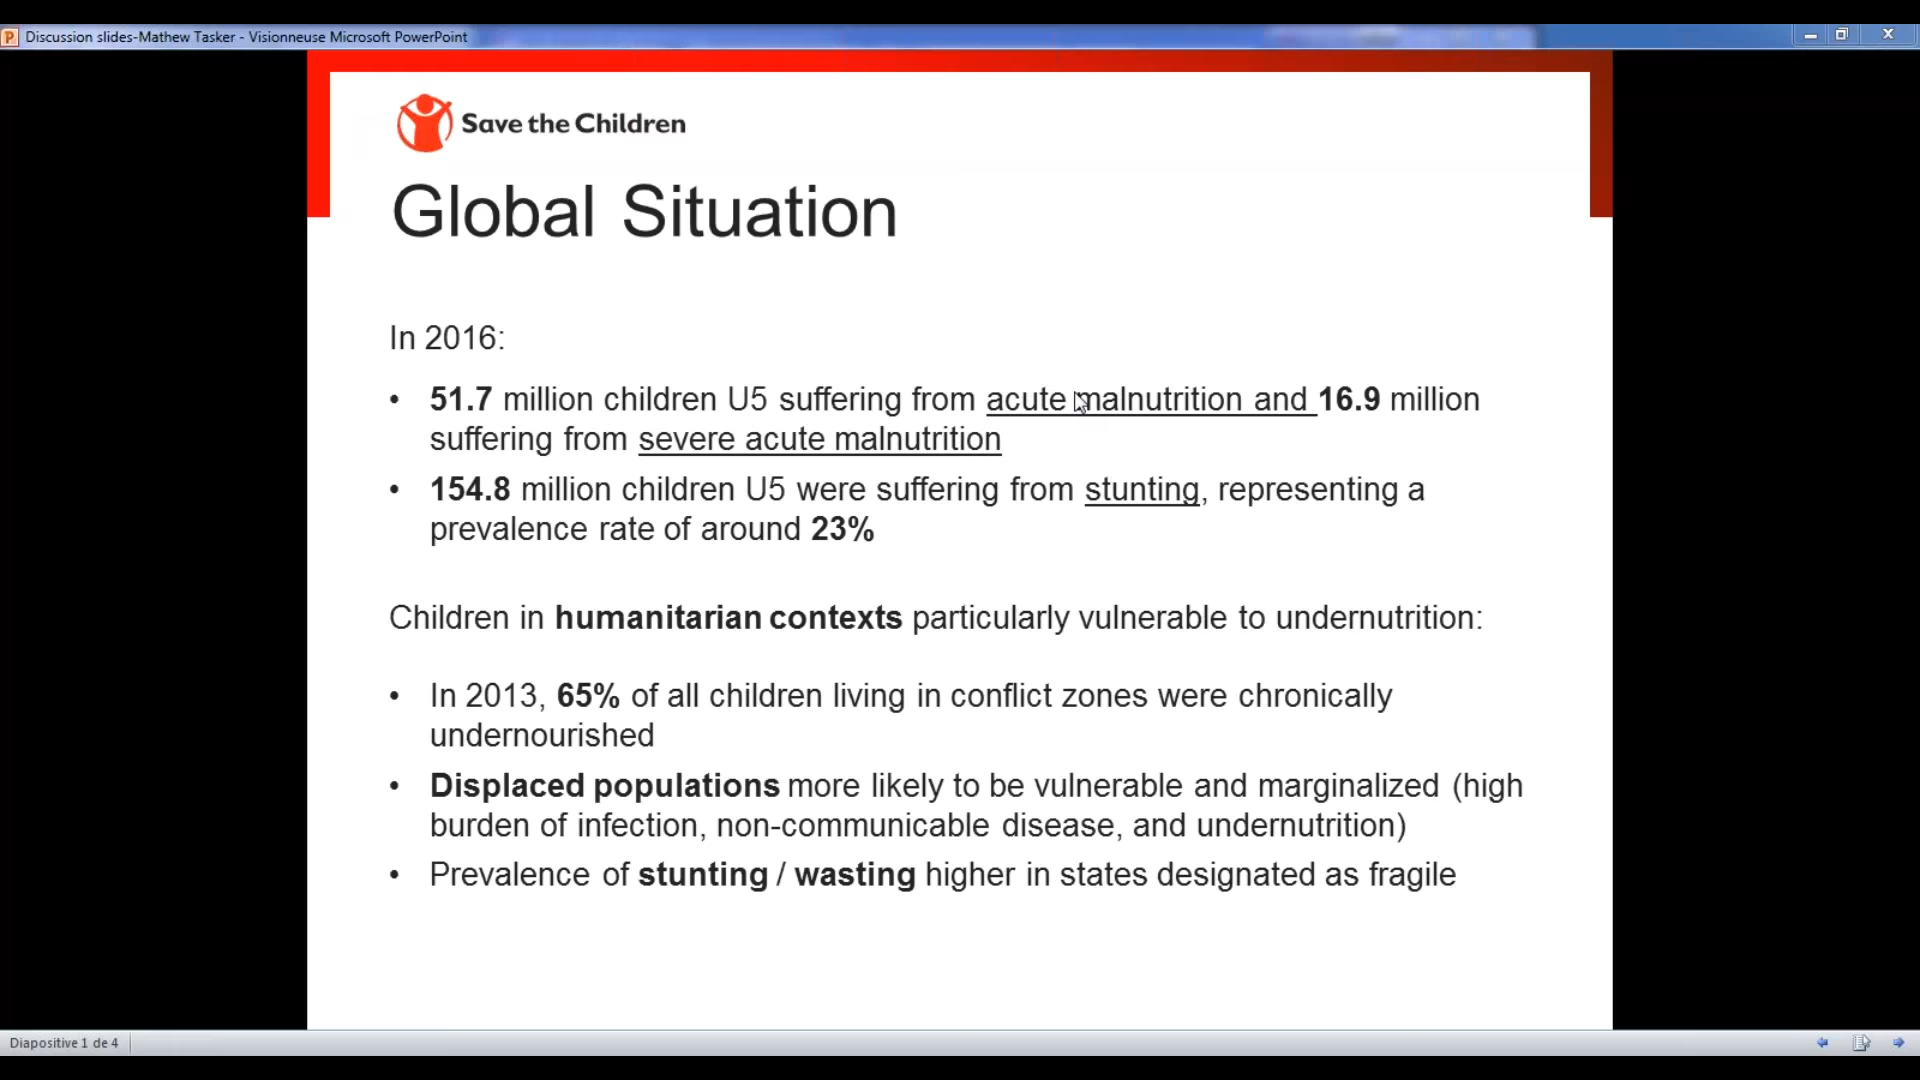 Discussion slides-Mathew Tasker - Visionneuse Microsoft PowerPoint
Save the Children
Global Situation
In 2016:
• 51.7 million children U5 suffering from acute malnutrition and 16.9 million
suffering from severe acute malnutrition
• 154.8 million children U5 were suffering from stunting, representing a
prevalence rate of around 23%
Children in humanitarian contexts particularly vulnerable to undernutrition:
• In 2013, 65% of all children living in conflict zones were chronically
undernourished
• Displaced populations more likely to be vulnerable and marginalized (high
burden of infection, non-communicable disease, and undernutrition)
• Prevalence of stunting / wasting higher in states designated as fragile
Diapositive 1 de 4